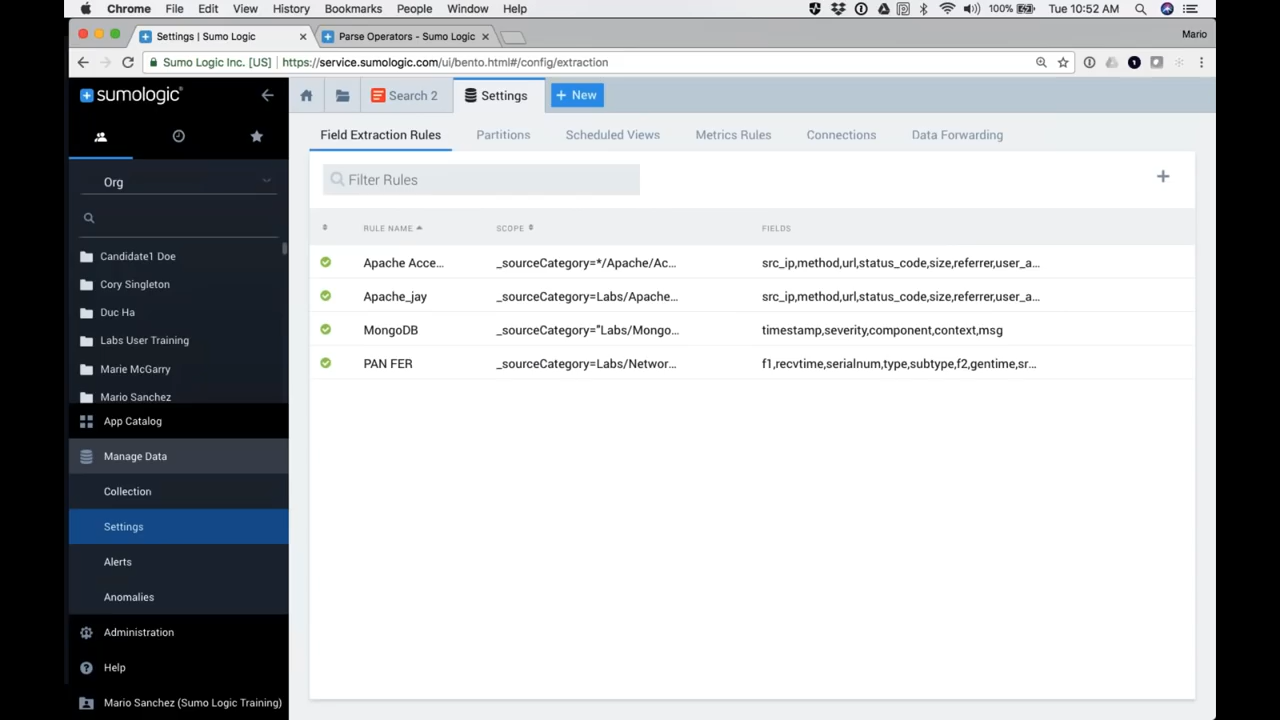 Chrome File Edit View History Bookmarks People Window Help 100% Tue 10:52 AM
Settings | Sumo Logic × Parse Operators - Sumo Logic × Mario
Sumo Logic Inc. [US] https://service.sumologic.com/ui/bento.html#/config/extraction
sumologic
Search 2 Settings + New
Field Extraction Rules Partitions Scheduled Views Metrics Rules Connections Data Forwarding
Org
Filter Rules +
RULE NAME SCOPE FIELDS
Apache Acce... _sourceCategory=*/Apache/Ac... src_ip,method,url,status_code,size,referrer,user_a...
Apache_jay _sourceCategory=Labs/Apache... src_ip,method,url,status_code,size,referrer,user_a...
MongoDB _sourceCategory="Labs/Mongo... timestamp,severity,component,context,msg
PAN FER _sourceCategory=Labs/Networ... f1,recvtime,serialnum,type,subtype,f2,gentime,sr...
Candidate1 Doe
Cory Singleton
Duc Ha
Labs User Training
Marie McGarry
Mario Sanchez
App Catalog
Manage Data
Collection
Settings
Alerts
Anomalies
Administration
Help
Mario Sanchez (Sumo Logic Training)